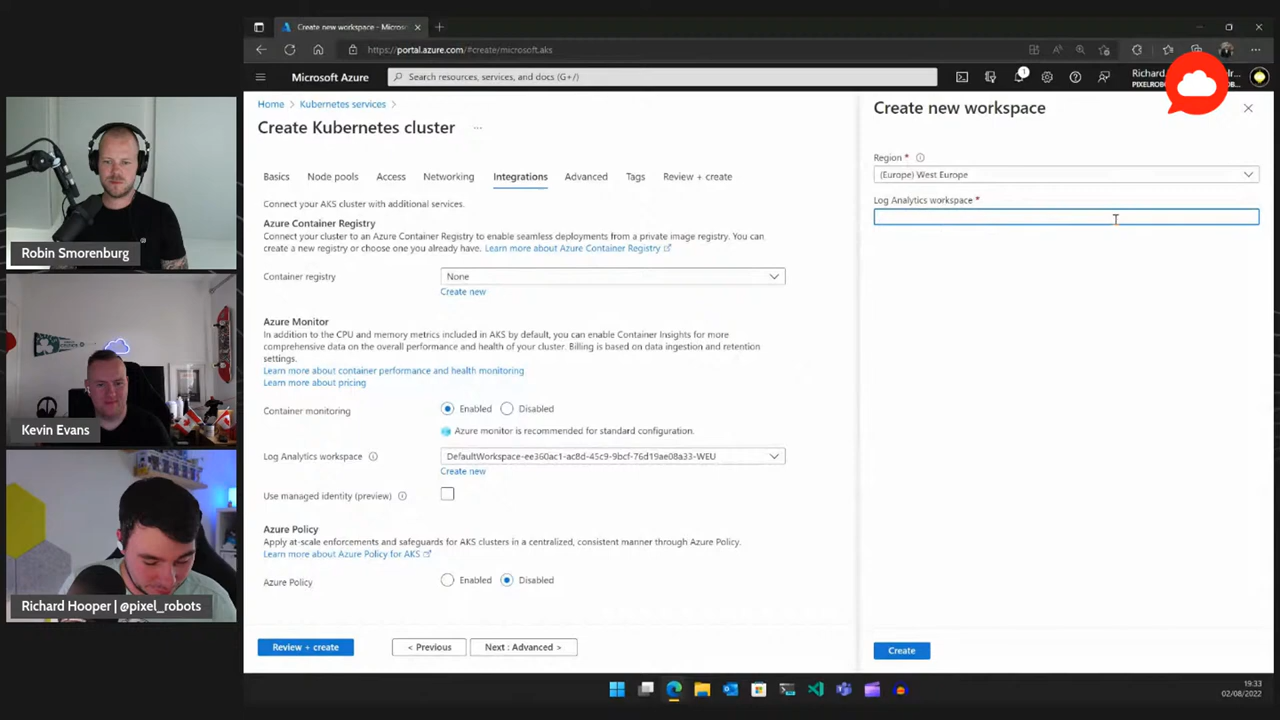 Create new workspace - Micros
https://portal.azure.com/#create/microsoft.aks
Microsoft Azure
Search resources, services, and docs (G+/)
1
Home > Kubernetes services >
Create Kubernetes cluster
Basics Node pools Access Networking Integrations Advanced Tags Review + create
Connect your AKS cluster with additional services.
Azure Container Registry
Connect your cluster to an Azure Container Registry to enable seamless deployments from a private image registry. You can
create a new registry or choose one you already have. Learn more about Azure Container Registry
Container registry None
Create new
Azure Monitor
In addition to the CPU and memory metrics included in AKS by default, you can enable Container Insights for more
comprehensive data on the overall performance and health of your cluster. Billing is based on data ingestion and retention
settings.
Learn more about container performance and health monitoring
Learn more about pricing
Container monitoring Enabled Disabled
Azure monitor is recommended for standard configuration.
Log Analytics workspace DefaultWorkspace-ee360ac1-ac8d-45c9-9bcf-76d19ae08a33-WEU
Create new
Use managed identity (preview)
Azure Policy
Apply at-scale enforcements and safeguards for AKS clusters in a centralized, consistent manner through Azure Policy.
Learn more about Azure Policy for AKS
Azure Policy Enabled Disabled
Review + create < Previous Next : Advanced >
Create new workspace
Region *
(Europe) West Europe
Log Analytics workspace *
Create
19:33
02/08/2022
Robin Smorenburg
Kevin Evans
Richard Hooper | @pixel_robots